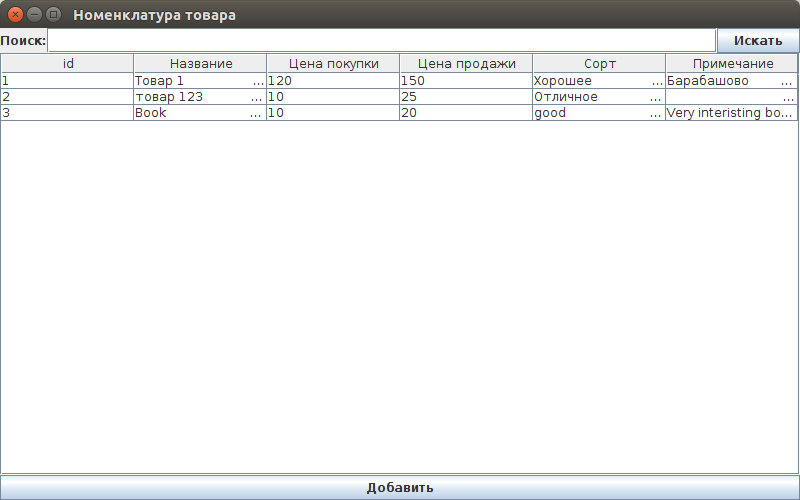 Номенклатура товара
Поиск: Искать
id Название Цена покупки Цена продажи Сорт Примечание
1 Товар 1 ... 120 150 Хорошее ... Барабашово ...
2 товар 123 ... 10 25 Отличное ... ...
3 Book ... 10 20 good ... Very interisting bo...
Добавить